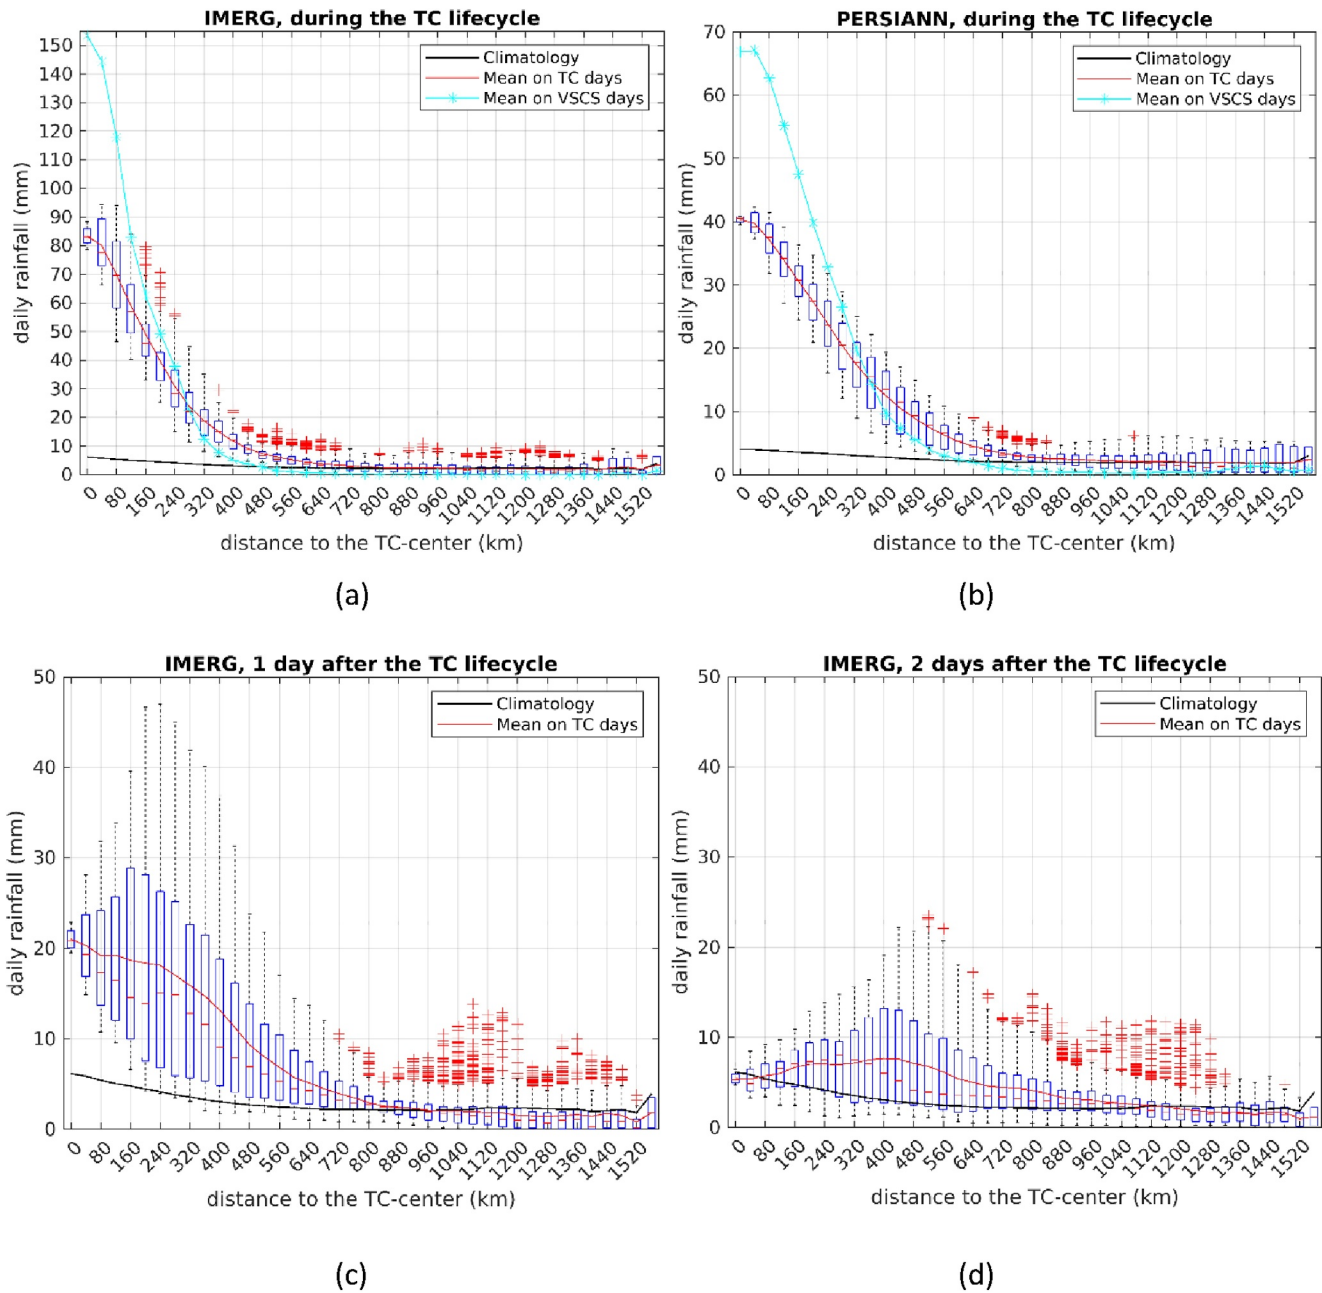 IMERG, during the TC lifecycle
150
140
130
120
110
100
90
80
70
60
50
40
30
20
10
0
daily rainfall (mm)
Climatology
Mean on TC days
Mean on VSCS days
0 80 160 240 320 400 480 560 640 720 800 880 960 1040 1120 1200 1280 1360 1440 1520
distance to the TC-center (km)
(a)
PERSIANN, during the TC lifecycle
70
60
50
40
30
20
10
0
daily rainfall (mm)
Climatology
Mean on TC days
Mean on VSCS days
0 80 160 240 320 400 480 560 640 720 800 880 960 1040 1120 1200 1280 1360 1440 1520
distance to the TC-center (km)
(b)
IMERG, 1 day after the TC lifecycle
50
40
30
20
10
0
daily rainfall (mm)
Climatology
Mean on TC days
0 80 160 240 320 400 480 560 640 720 800 880 960 1040 1120 1200 1280 1360 1440 1520
distance to the TC-center (km)
(c)
IMERG, 2 days after the TC lifecycle
50
40
30
20
10
0
daily rainfall (mm)
Climatology
Mean on TC days
0 80 160 240 320 400 480 560 640 720 800 880 960 1040 1120 1200 1280 1360 1440 1520
distance to the TC-center (km)
(d)